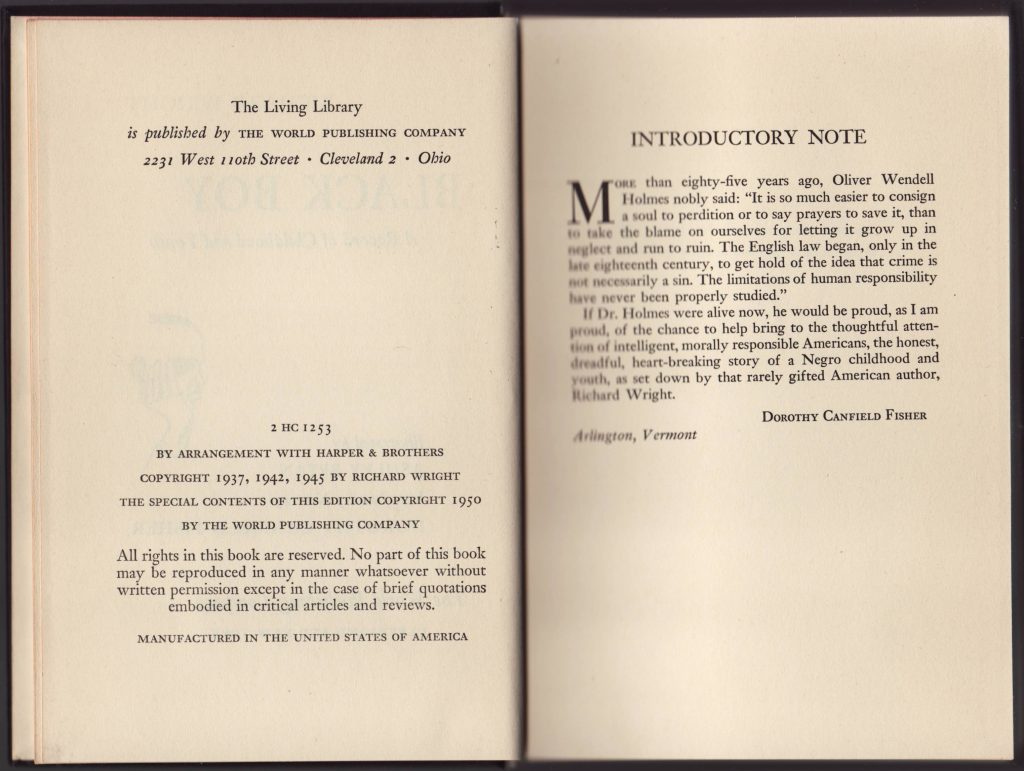 The Living Library
is published by THE WORLD PUBLISHING COMPANY
2231 West 110th Street • Cleveland 2 • Ohio
2 HC 1253
BY ARRANGEMENT WITH HARPER & BROTHERS
COPYRIGHT 1937, 1942, 1945 BY RICHARD WRIGHT
THE SPECIAL CONTENTS OF THIS EDITION COPYRIGHT 1950
BY THE WORLD PUBLISHING COMPANY
All rights in this book are reserved. No part of this book
may be reproduced in any manner whatsoever without
written permission except in the case of brief quotations
embodied in critical articles and reviews.
MANUFACTURED IN THE UNITED STATES OF AMERICA
INTRODUCTORY NOTE
MORE than eighty-five years ago, Oliver Wendell
Holmes nobly said: “It is so much easier to consign
a soul to perdition or to say prayers to save it, than
to take the blame on ourselves for letting it grow up in
neglect and run to ruin. The English law began, only in the
late eighteenth century, to get hold of the idea that crime is
not necessarily a sin. The limitations of human responsibility
have never been properly studied.”
If Dr. Holmes were alive now, he would be proud, as I am
proud, of the chance to help bring to the thoughtful atten-
tion of intelligent, morally responsible Americans, the honest,
dreadful, heart-breaking story of a Negro childhood and
youth, as set down by that rarely gifted American author,
Richard Wright.
DOROTHY CANFIELD FISHER
Arlington, Vermont